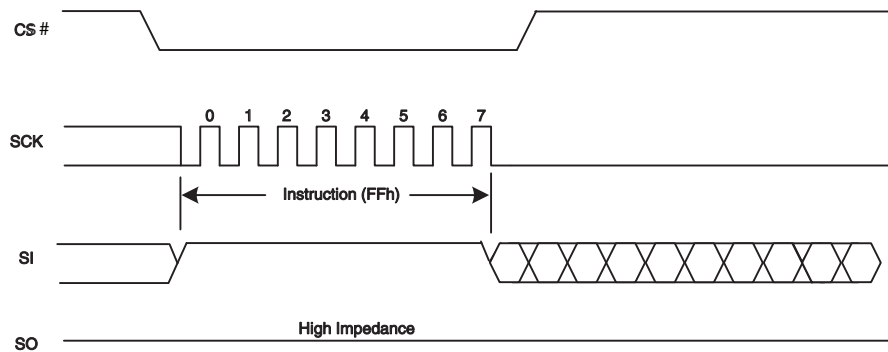 CS #
SCK
0 1 2 3 4 5 6 7
Instruction (FFh)
SI
High Impedance
SO